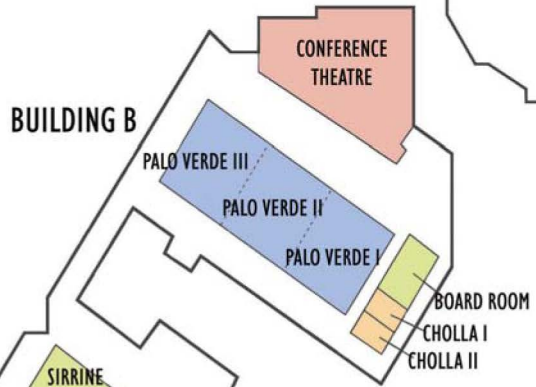 CONFERENCE
THEATRE
BUILDING B
PALO VERDE III
PALO VERDE II
PALO VERDE I
BOARD ROOM
CHOLLA I
CHOLLA II
SIRRINE